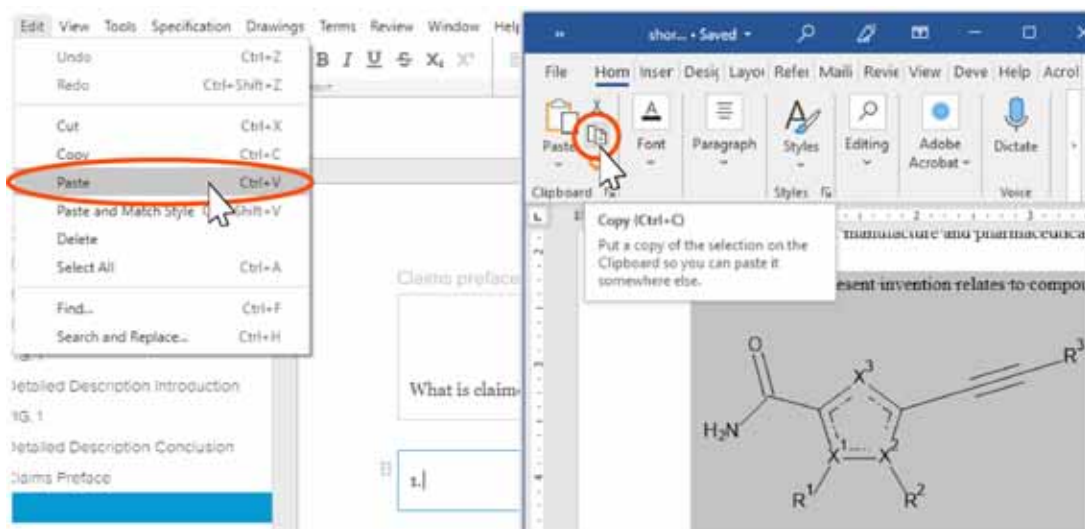 Edit View Tools Specification Drawings Terms Review Window Help
Undo Ctrl+Z
Redo Ctrl+Shift+Z
Cut Ctrl+X
Copy Ctrl+C
Paste Ctrl+V
Paste and Match Style Shift+V
Delete
Select All Ctrl+A
Find... Ctrl+F
Search and Replace... Ctrl+H
B I U S X₂ X²
Detailed Description Introduction
FIG. 1
Detailed Description Conclusion
Claims Preface
Claims preface
What is claim
1.
shor... • Saved
File Hom Inser Desig Layou Refer Maili Revie View Deve Help Acrol
Paste Font Paragraph Styles Editing Adobe Acrobat Dictate
Clipboard Styles Voice
Copy (Ctrl+C)
Put a copy of the selection on the
Clipboard so you can paste it
somewhere else.
manufacture and pharmaceutica
esent invention relates to compou
O
R³
X³
H₂N
X¹ X²
R¹ R²